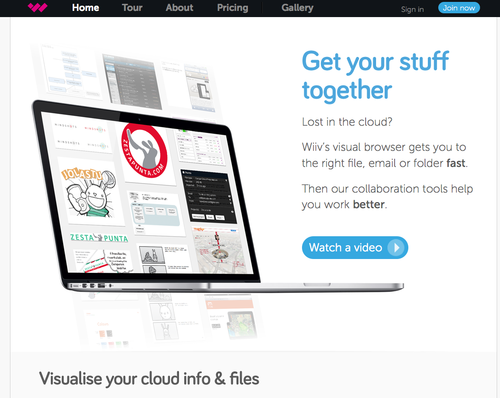 Home Tour About Pricing Gallery Sign in Join now
Get your stuff
together
Lost in the cloud?
Wiiv's visual browser gets you to
the right file, email or folder fast.
Then our collaboration tools help
you work better.
Watch a video
ZESTAPUNTA.COM
IDLASTIL
ZESTA PUNTA
Visualise your cloud info & files